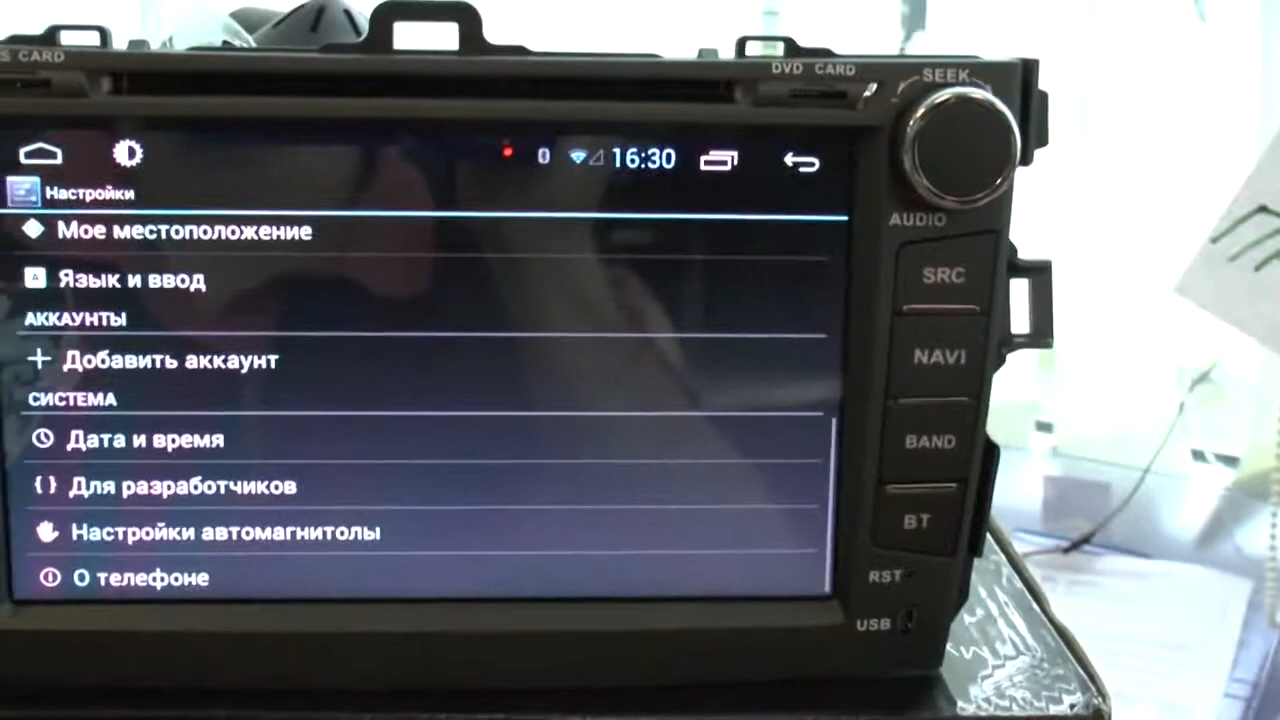 S CARD
DVD CARD
SEEK
16:30
Настройки
AUDIO
Мое местоположение
SRC
A Язык и ввод
АККАУНТЫ
NAVI
Добавить аккаунт
СИСТЕМА
BAND
Дата и время
{ } Для разработчиков
BT
Настройки автомагнитолы
О телефоне
RST
USB